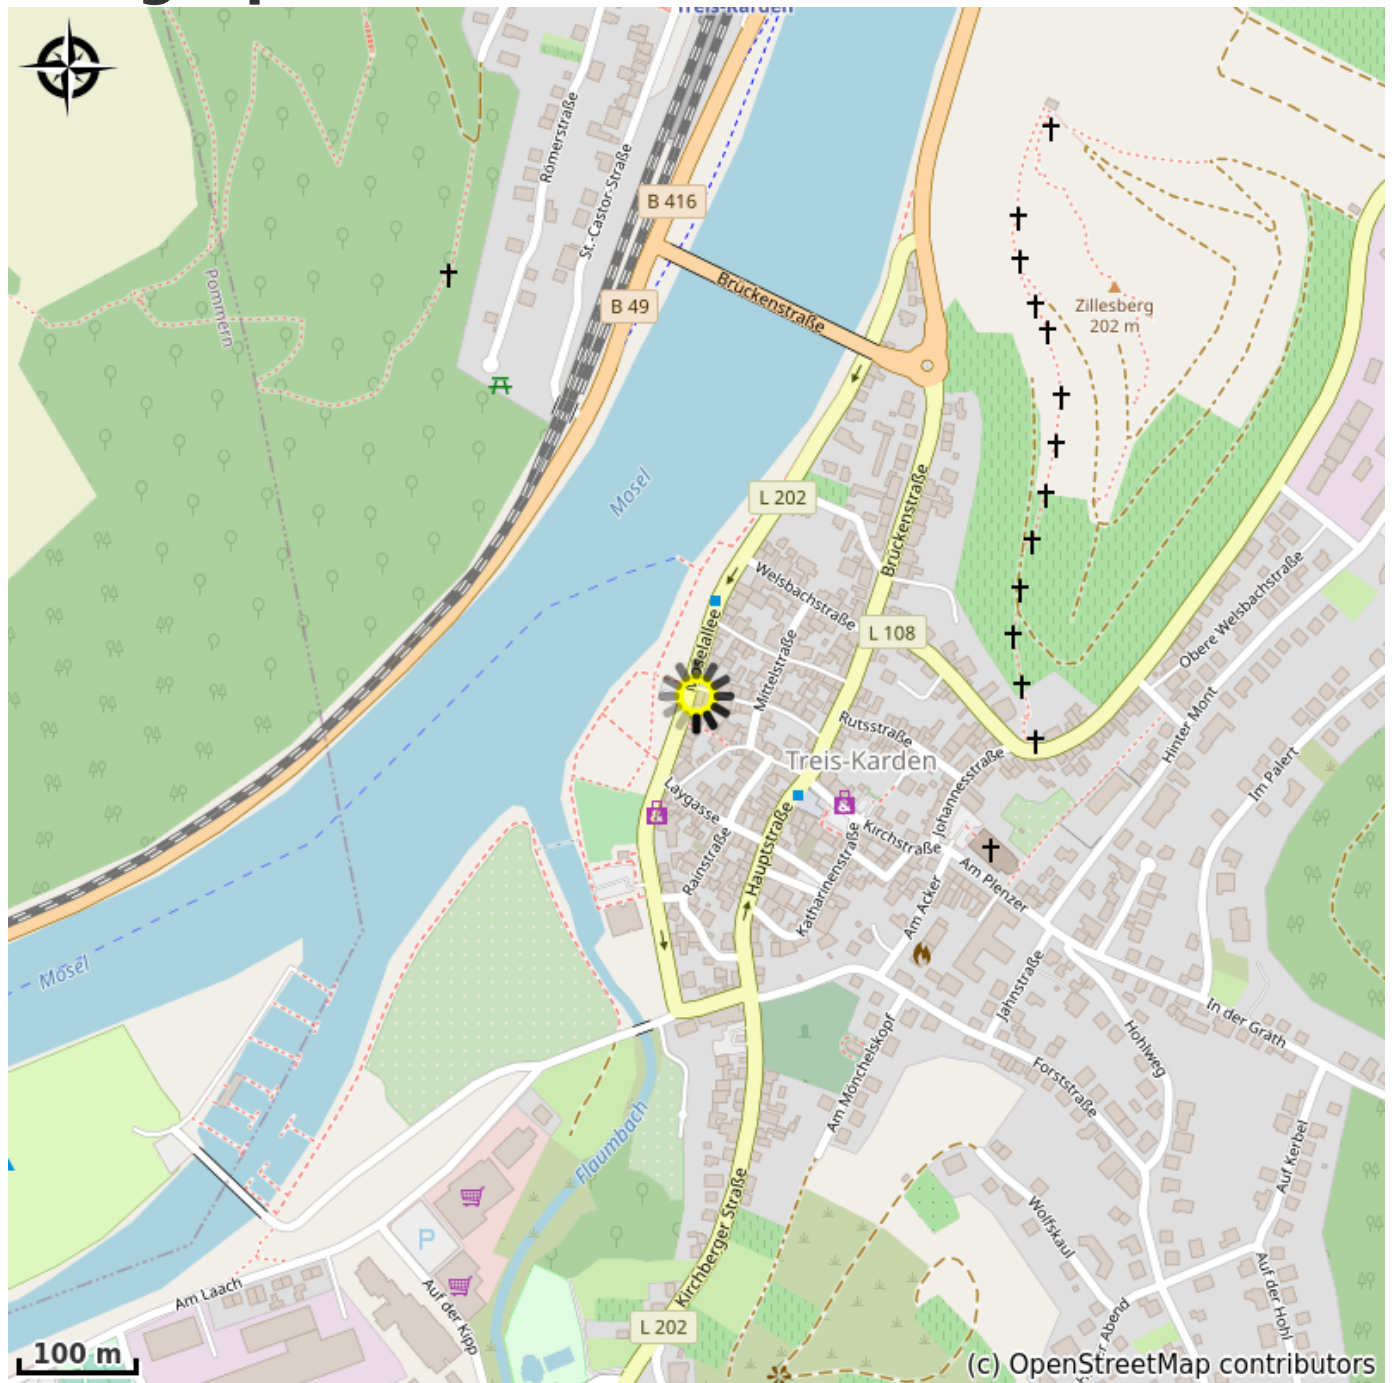 Treis-Karden
Römerstraße
St.-Castor-Straße
B 416
Pommern
B 49
Brückenstraße
Zillesberg
202 m
Mosel
L 202
Brückenstraße
Welsbachstraße
L 108
Obere Welsbachstraße
Moselallee
Mittelstraße
Hinter Mont
Rutsstraße
Treis-Karden
Im Palert
Johannesstraße
Laygasse
Kirchstraße
Rainstraße
Hauptstraße
Katharinenstraße
Am Plenzer
Am Acker
Mosel
Jahnstraße
In der Gräth
Hohlweg
Am Mönchelskopf
Forststraße
Flaumbach
Auf Kerbel
P
Kirchberger Straße
Wolfskaul
Am Laach
Auf der Kipp
Auf der Hohl
L 202
Abend
100 m
(c) OpenStreetMap contributors